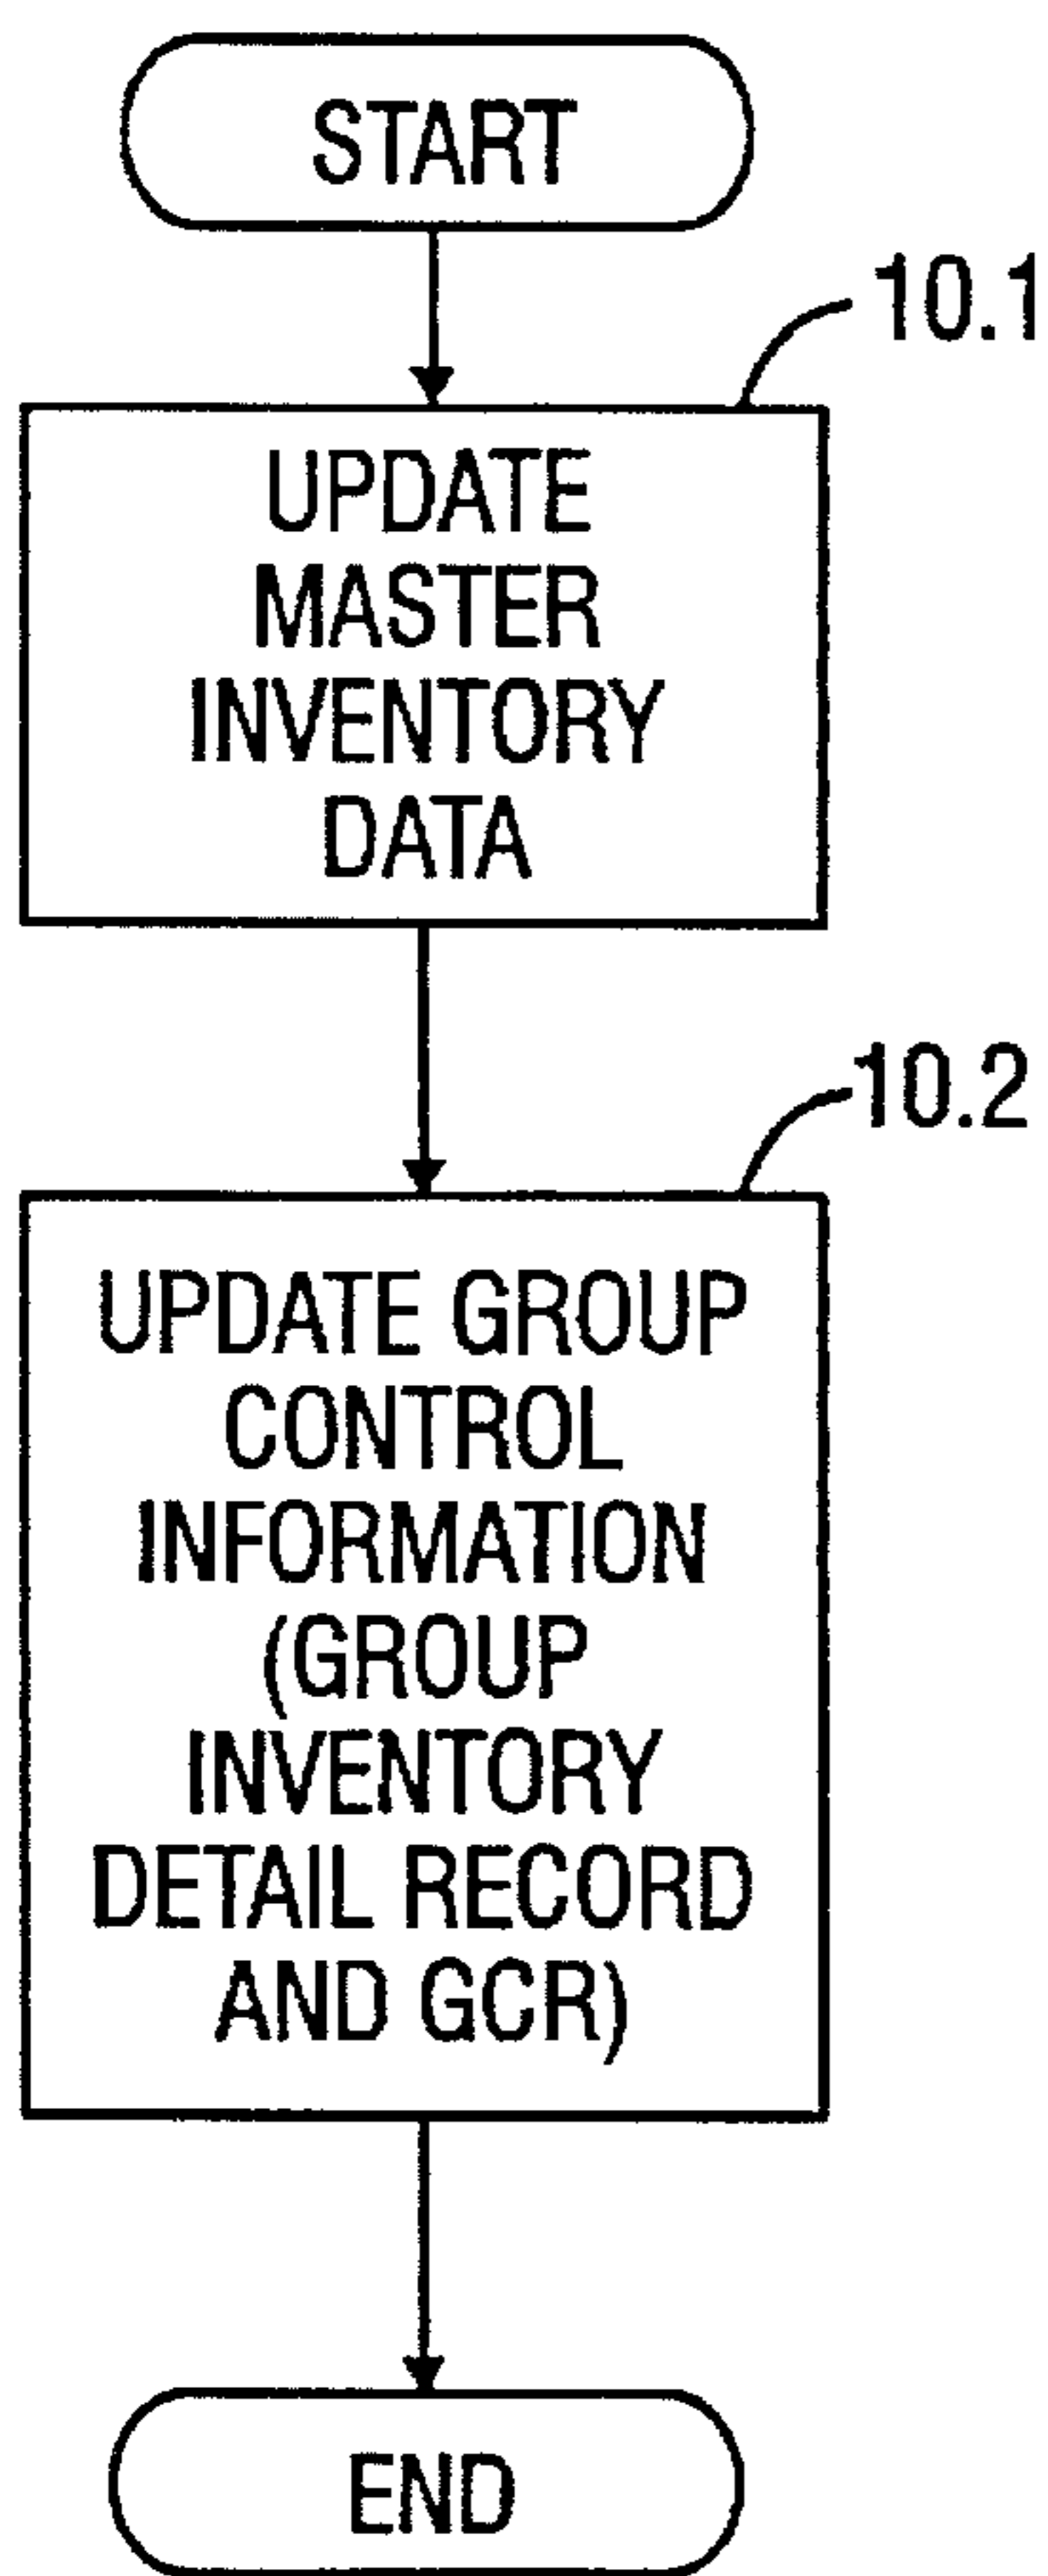 START
10.1
UPDATE
MASTER
INVENTORY
DATA
10.2
UPDATE GROUP
CONTROL
INFORMATION
(GROUP
INVENTORY
DETAIL RECORD
AND GCR)
END